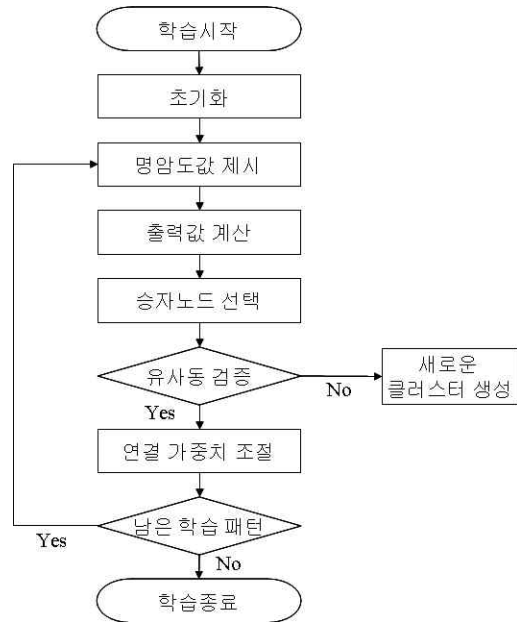 학습시작
초기화
명암도값 제시
출력값 계산
승자노드 선택
유사동 검증
No
새로운
클러스터 생성
Yes
연결 가중치 조절
남은 학습 패턴
Yes
No
학습종료